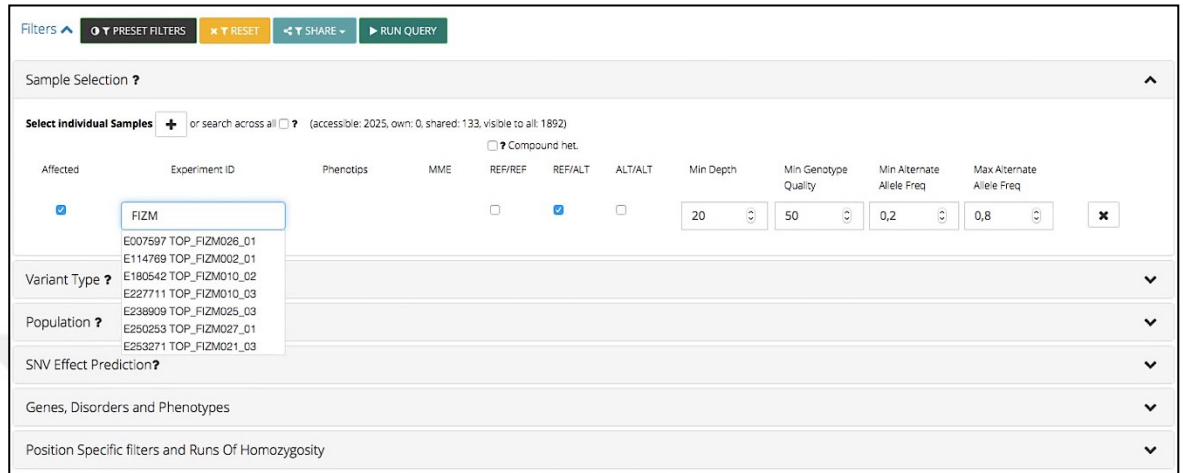 Filters PRESET FILTERS RESET SHARE RUN QUERY
Sample Selection ?
Select individual Samples + or search across all ? (accessible: 2025, own: 0, shared: 133, visible to all: 1892)
? Compound het.
Affected Experiment ID Phenotips MME REF/REF REF/ALT ALT/ALT Min Depth Min Genotype Quality Min Alternate Allele Freq Max Alternate Allele Freq
FIZM 20 50 0,2 0,8
E007597 TOP_FIZM026_01
E114769 TOP_FIZM002_01
E180542 TOP_FIZM010_02
E227711 TOP_FIZM010_03
E238909 TOP_FIZM025_03
E250253 TOP_FIZM027_01
E253271 TOP_FIZM021_03
Variant Type ?
Population ?
SNV Effect Prediction?
Genes, Disorders and Phenotypes
Position Specific filters and Runs Of Homozygosity